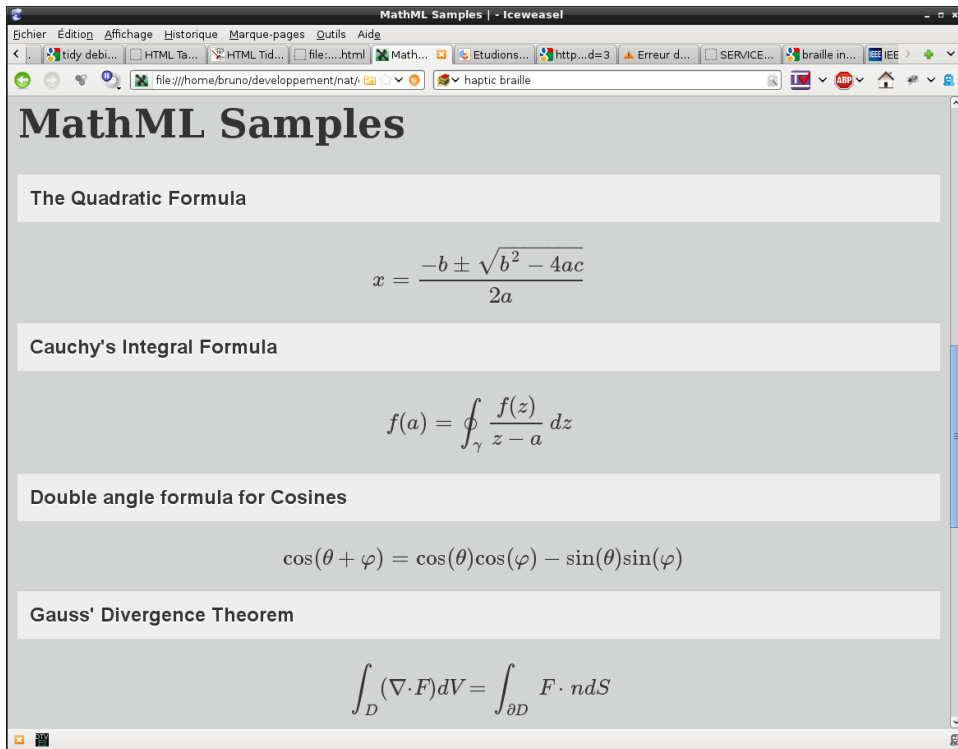 MathML Samples | - Iceweasel
Fichier Édition Affichage Historique Marque-pages Outils Aide
tidy debi... HTML Ta... HTML Tid... file:....html Math... Etudions... http...d=3 Erreur d... SERVICE... braille in... IEEE IEE
file:///home/bruno/developpement/nat/ haptic braille ABP
MathML Samples
The Quadratic Formula
x = (−b ± √(b² − 4ac)) / (2a)
Cauchy's Integral Formula
f(a) = ∮_γ f(z) / (z − a) dz
Double angle formula for Cosines
cos(θ + φ) = cos(θ)cos(φ) − sin(θ)sin(φ)
Gauss' Divergence Theorem
∫_D (∇·F)dV = ∫_∂D F · ndS